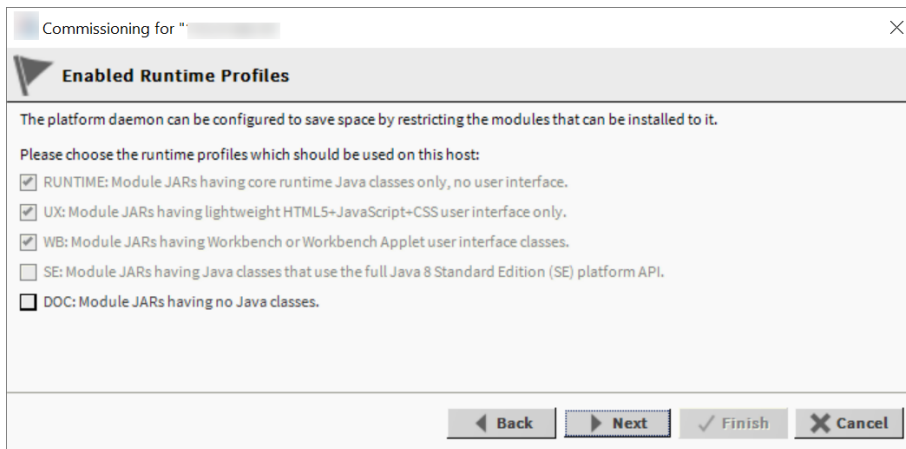 Commissioning for "
Enabled Runtime Profiles
The platform daemon can be configured to save space by restricting the modules that can be installed to it.
Please choose the runtime profiles which should be used on this host:
RUNTIME: Module JARs having core runtime Java classes only, no user interface.
UX: Module JARs having lightweight HTML5+JavaScript+CSS user interface only.
WB: Module JARs having Workbench or Workbench Applet user interface classes.
SE: Module JARs having Java classes that use the full Java 8 Standard Edition (SE) platform API.
DOC: Module JARs having no Java classes.
Back Next Finish Cancel